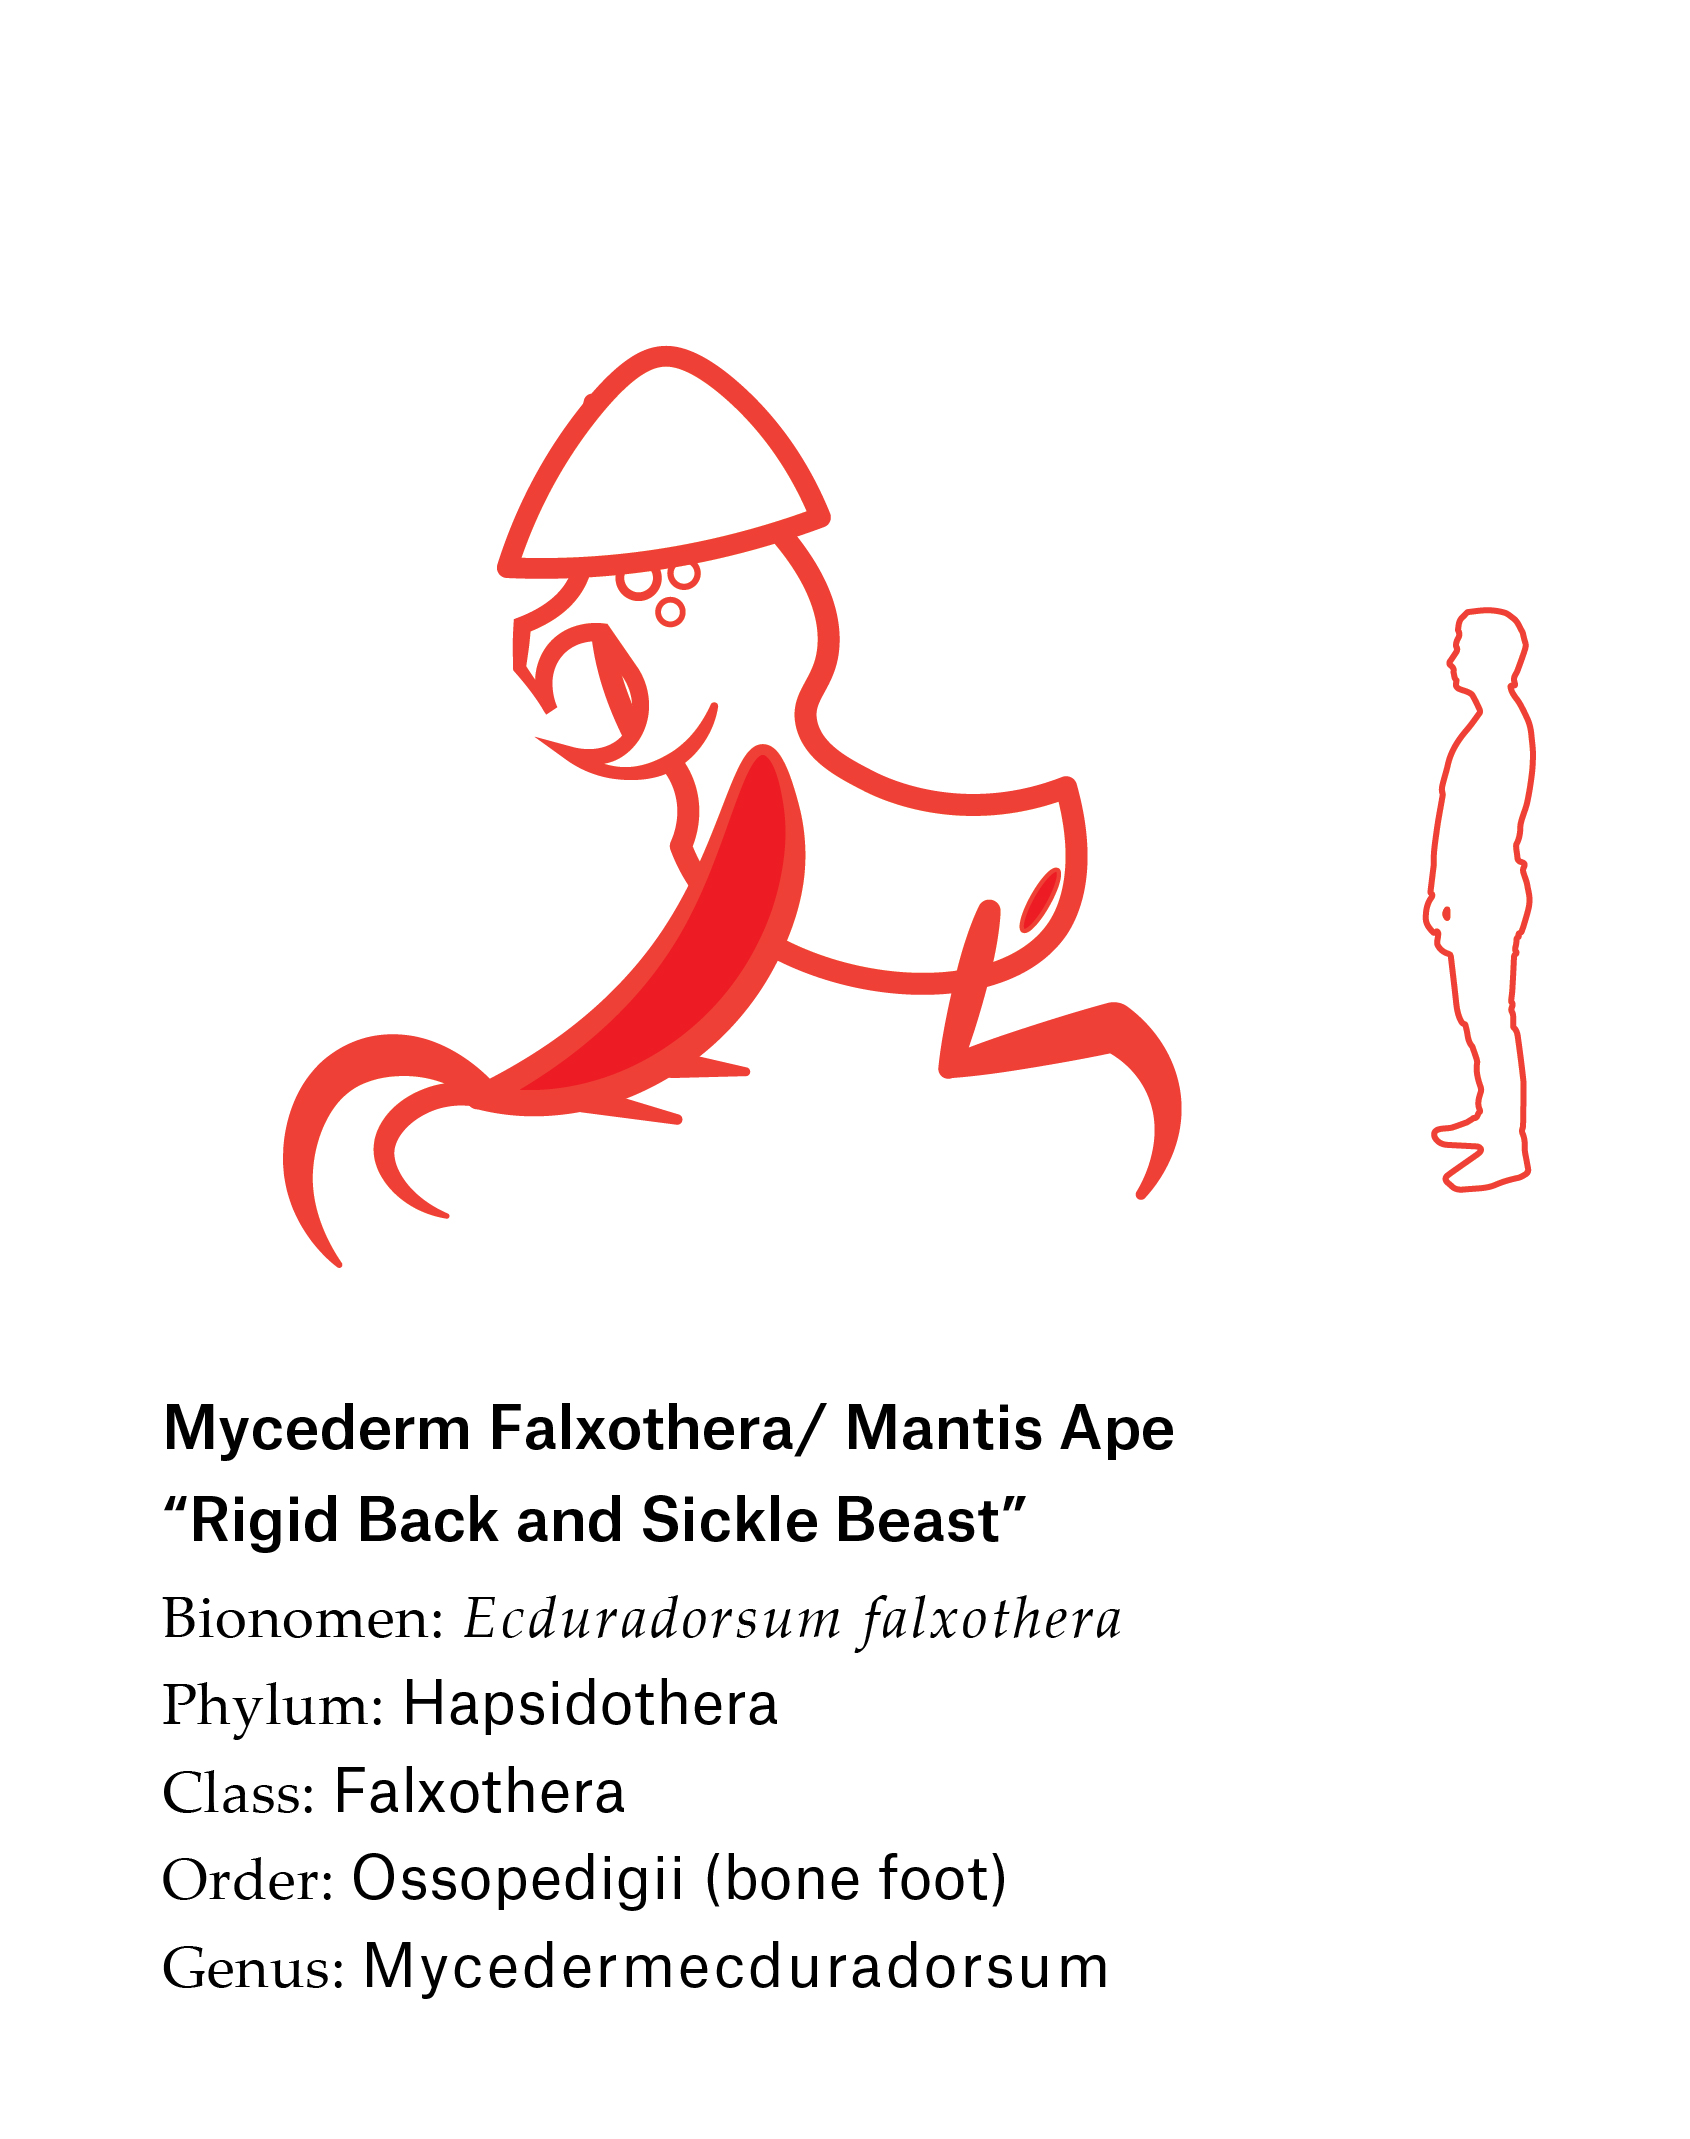 Mycederm Falxothera/ Mantis Ape
“Rigid Back and Sickle Beast”
Bionomen: Ecduradorsum falxothera
Phylum: Hapsidothera
Class: Falxothera
Order: Ossopedigii (bone foot)
Genus: Mycedermecduradorsum